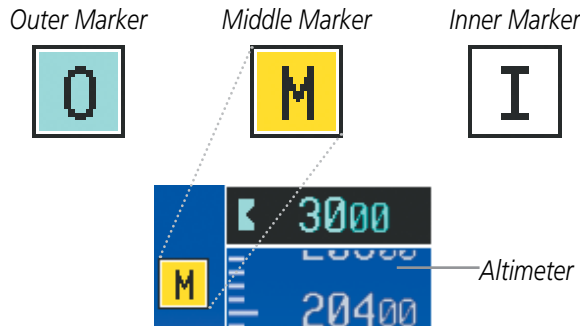 Outer Marker Middle Marker Inner Marker
O M I
3000
M
Altimeter
20400